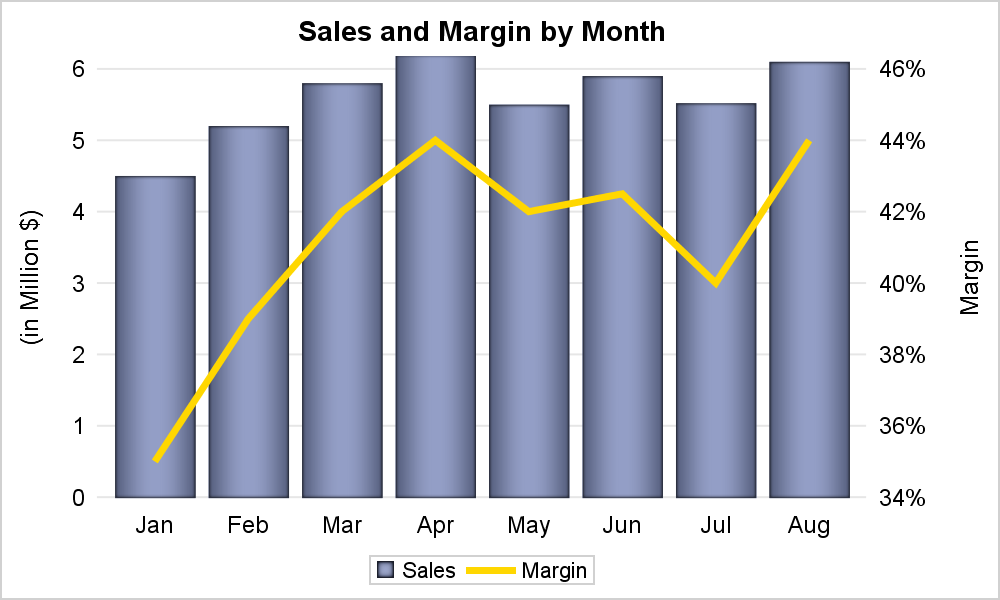 Sales and Margin by Month
6
5
4
3
2
1
0
(in Million $)
46%
44%
42%
40%
38%
36%
34%
Margin
Jan Feb Mar Apr May Jun Jul Aug
Sales Margin